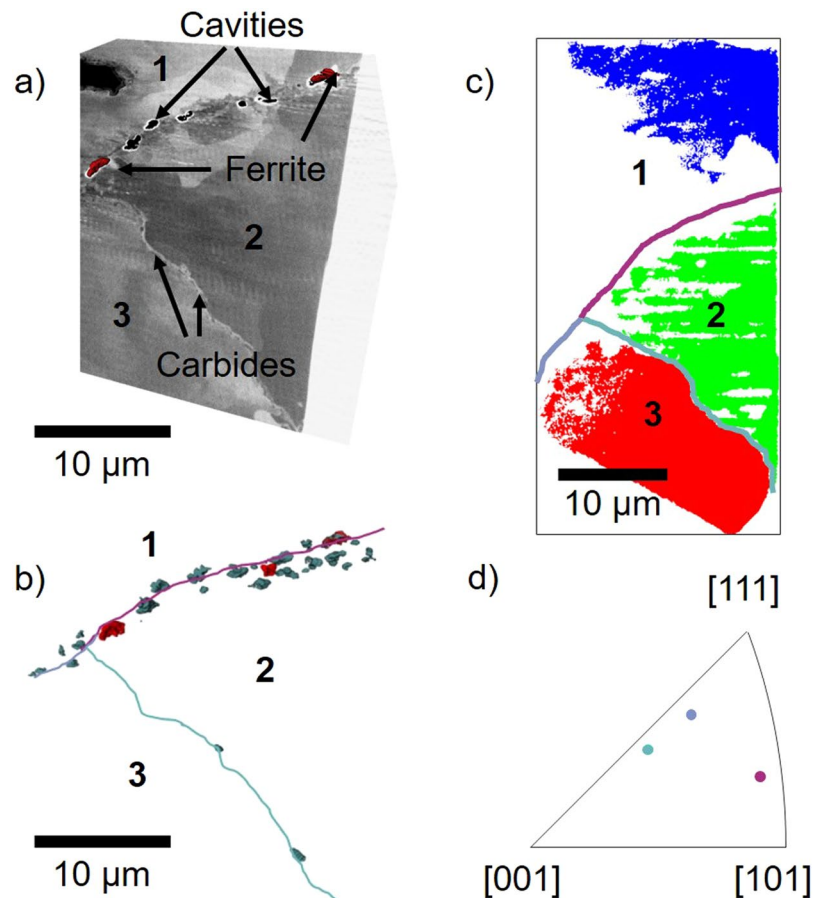 a)
Cavities
1
Ferrite
2
3
Carbides
10 µm
b)
1
2
3
10 µm
c)
1
2
3
10 µm
d)
[111]
[001]
[101]